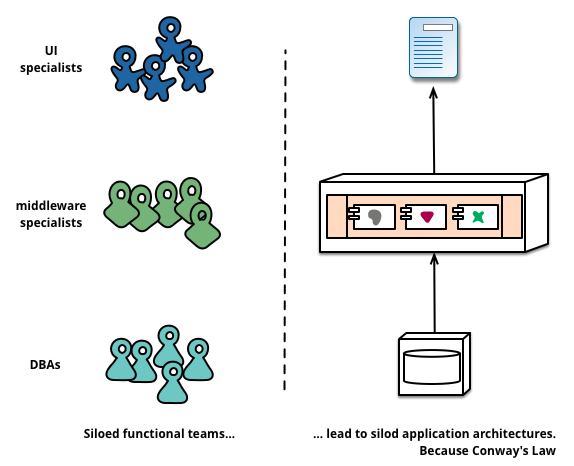 UI
specialists
middleware
specialists
DBAs
Siloed functional teams...
... lead to silod application architectures.
Because Conway's Law